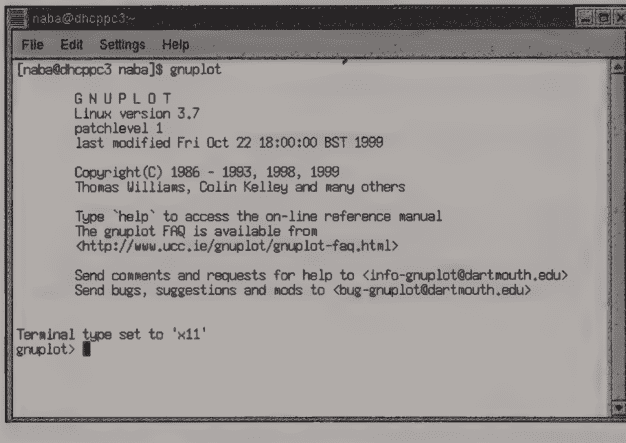 naba@dhcppc3:~
File Edit Settings Help
[naba@dhcppc3 naba]$ gnuplot
G N U P L O T
Linux version 3.7
patchlevel 1
last modified Fri Oct 22 18:00:00 BST 1999
Copyright(C) 1986 - 1993, 1998, 1999
Thomas Williams, Colin Kelley and many others
Type `help` to access the on-line reference manual
The gnuplot FAQ is available from
<http://www.ucc.ie/gnuplot/gnuplot-faq.html>
Send comments and requests for help to <info-gnuplot@dartmouth.edu>
Send bugs, suggestions and mods to <bug-gnuplot@dartmouth.edu>
Terminal type set to 'x11'
gnuplot>